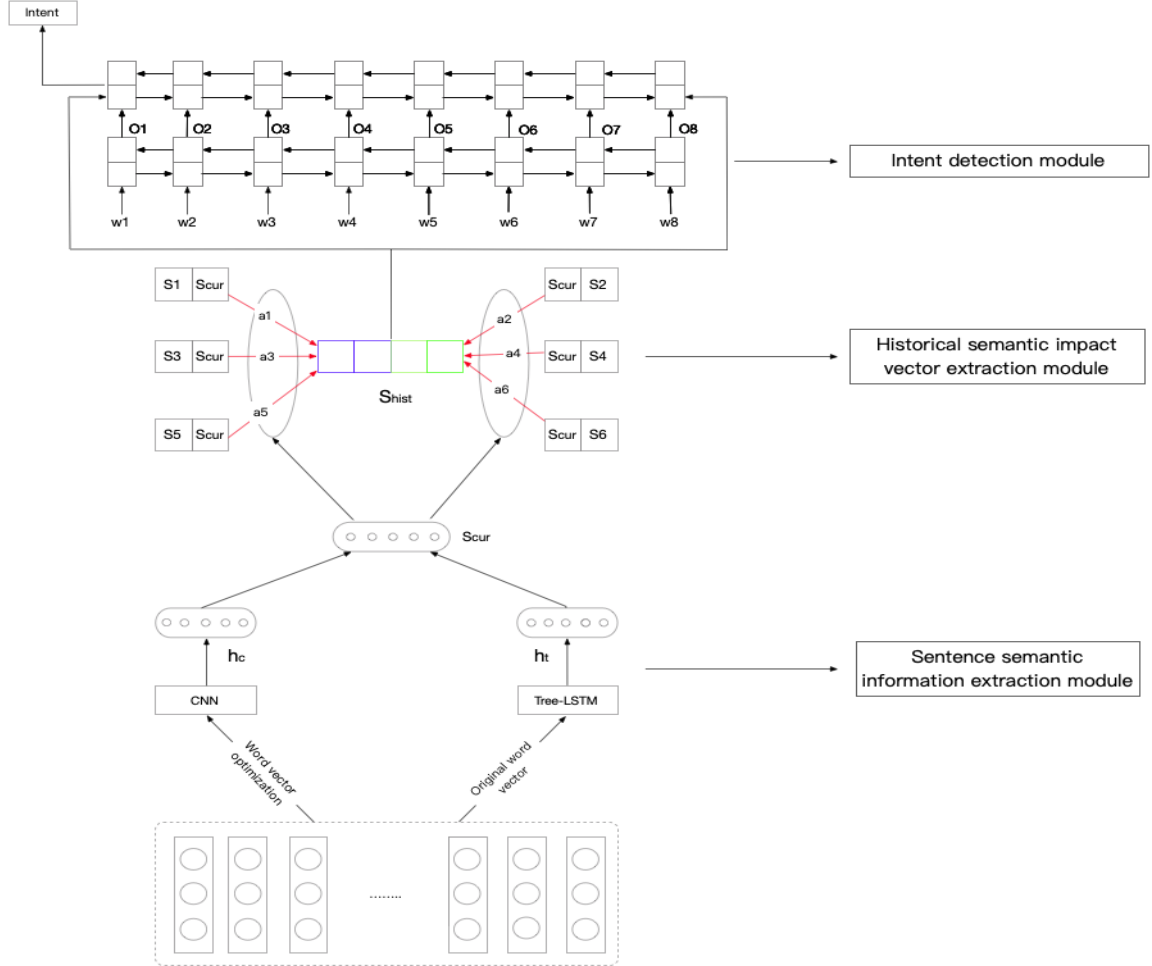 Intent
O1 O2 O3 O4 O5 O6 O7 O8
w1 w2 w3 w4 w5 w6 w7 w8
Intent detection module
S1 Scur
Scur S2
a1
a2
S3 Scur
a3
a4
Scur S4
Historical semantic impact
vector extraction module
Shist
a5
a6
S5 Scur
Scur S6
Scur
hc
ht
Sentence semantic
information extraction module
CNN
Tree-LSTM
Word vector
optimization
Original word
vector
........